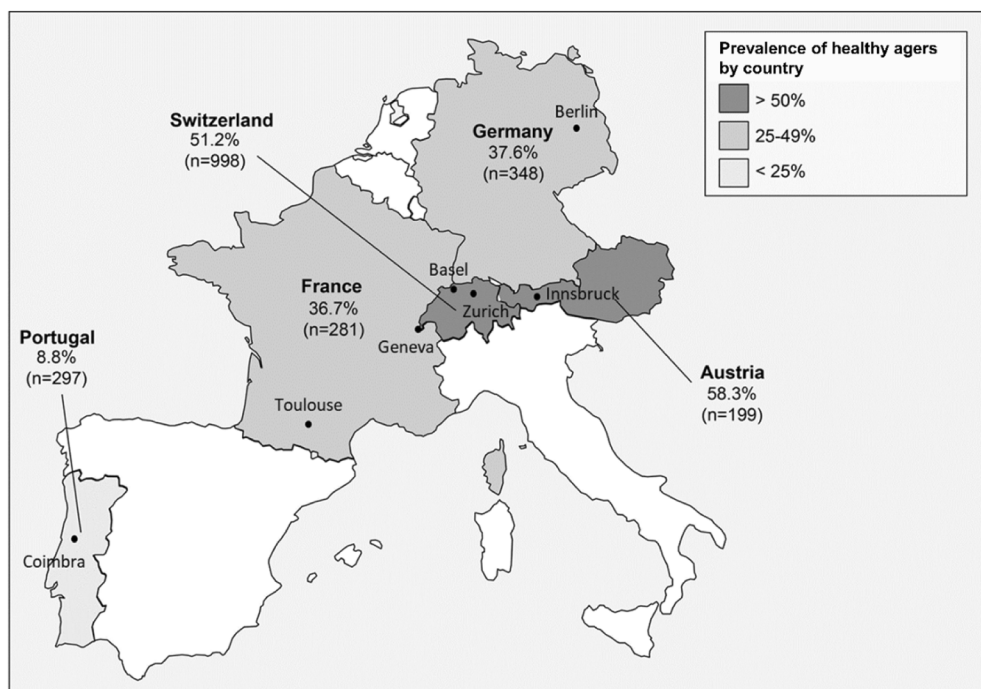 Prevalence of healthy agers
by country
> 50%
25-49%
< 25%
Berlin
Germany
37.6%
(n=348)
Switzerland
51.2%
(n=998)
Basel
Zurich
Innsbruck
Geneva
France
36.7%
(n=281)
Toulouse
Portugal
8.8%
(n=297)
Coimbra
Austria
58.3%
(n=199)